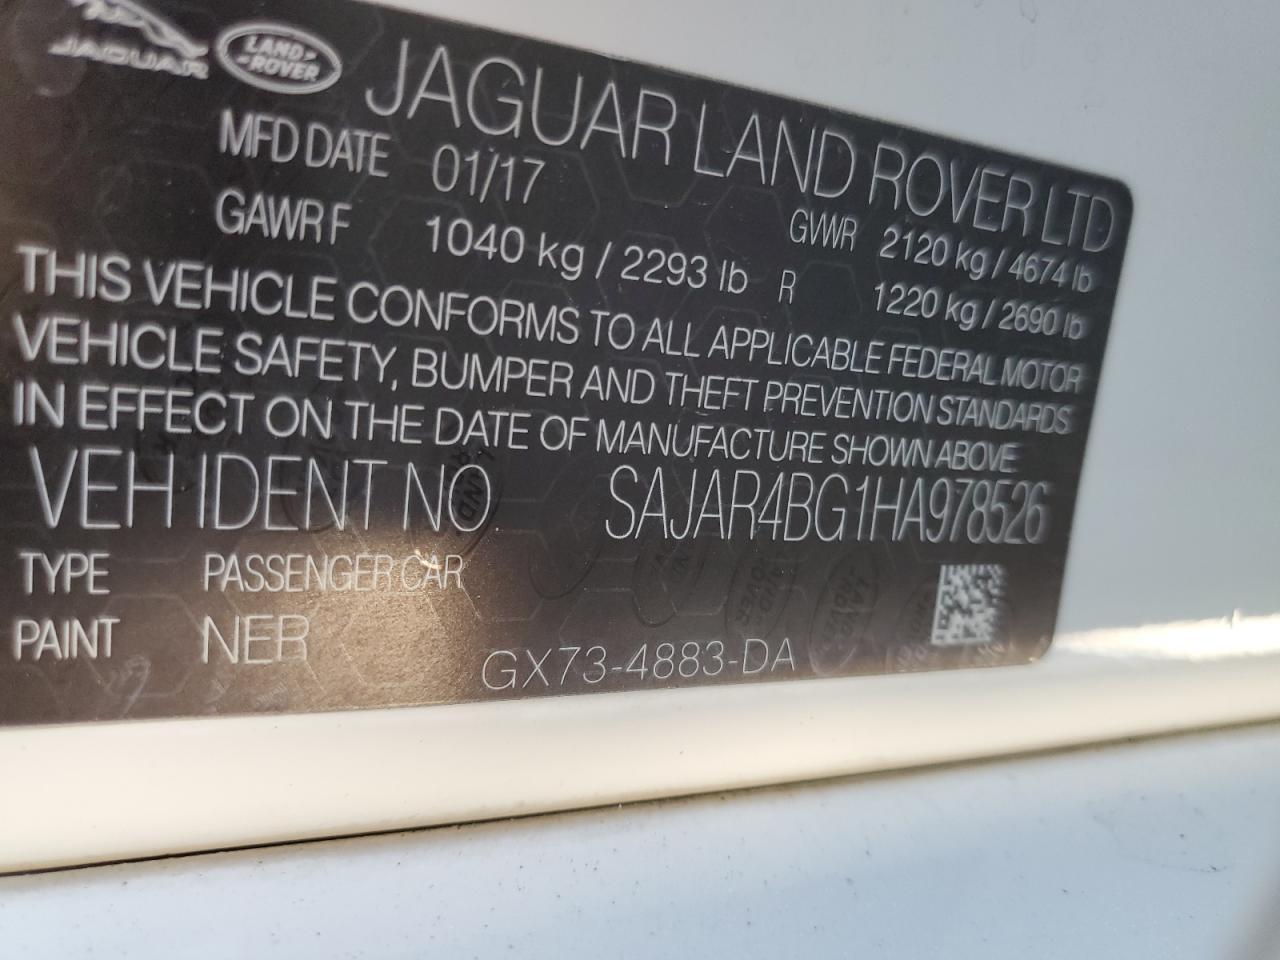 JAGUAR LAND ROVER JAGUAR LAND ROVER LTD
MFD DATE 01/17 GVWR 2120 kg / 4674 lb
GAWR F 1040 kg / 2293 lb R 1220 kg / 2690 lb
THIS VEHICLE CONFORMS TO ALL APPLICABLE FEDERAL MOTOR
VEHICLE SAFETY, BUMPER AND THEFT PREVENTION STANDARDS
IN EFFECT ON THE DATE OF MANUFACTURE SHOWN ABOVE
VEH IDENT NO SAJAR4BG1HA978526
TYPE PASSENGER CAR
PAINT NER
GX73-4883-DA